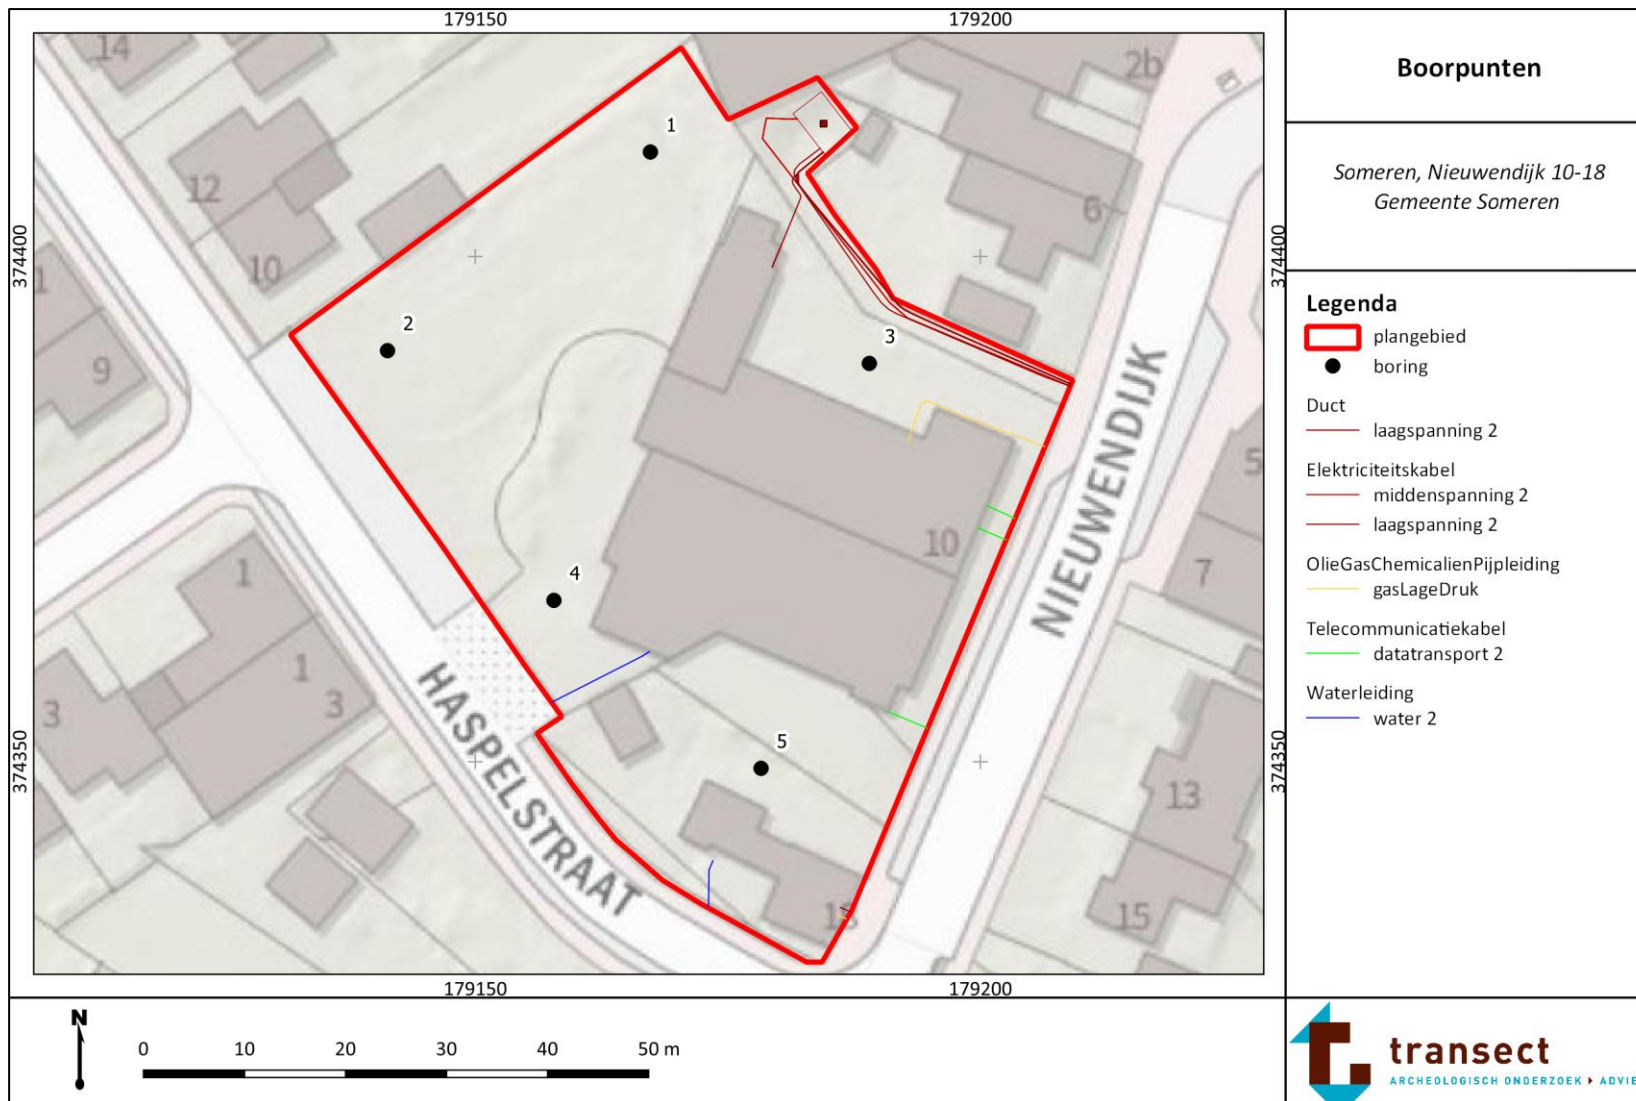 179150
179200
14
2b
1
12
6
10
374400
374400
2
3
1
9
5
10
NIEUWENDIJK
7
4
1
1
3
3
HASPELSTRAAT
374350
374350
5
13
15
179150
179200
N
0
10
20
30
40
50 m
Boorpunten
Someren, Nieuwendijk 10-18
Gemeente Someren
Legenda
plangebied
boring
Duct
laagspanning 2
Elektriciteitskabel
middenspanning 2
laagspanning 2
OlieGasChemicalienPijpleiding
gasLageDruk
Telecommunicatiekabel
datatransport 2
Waterleiding
water 2
transect
ARCHEOLOGISCH ONDERZOEK ▸ ADVIE